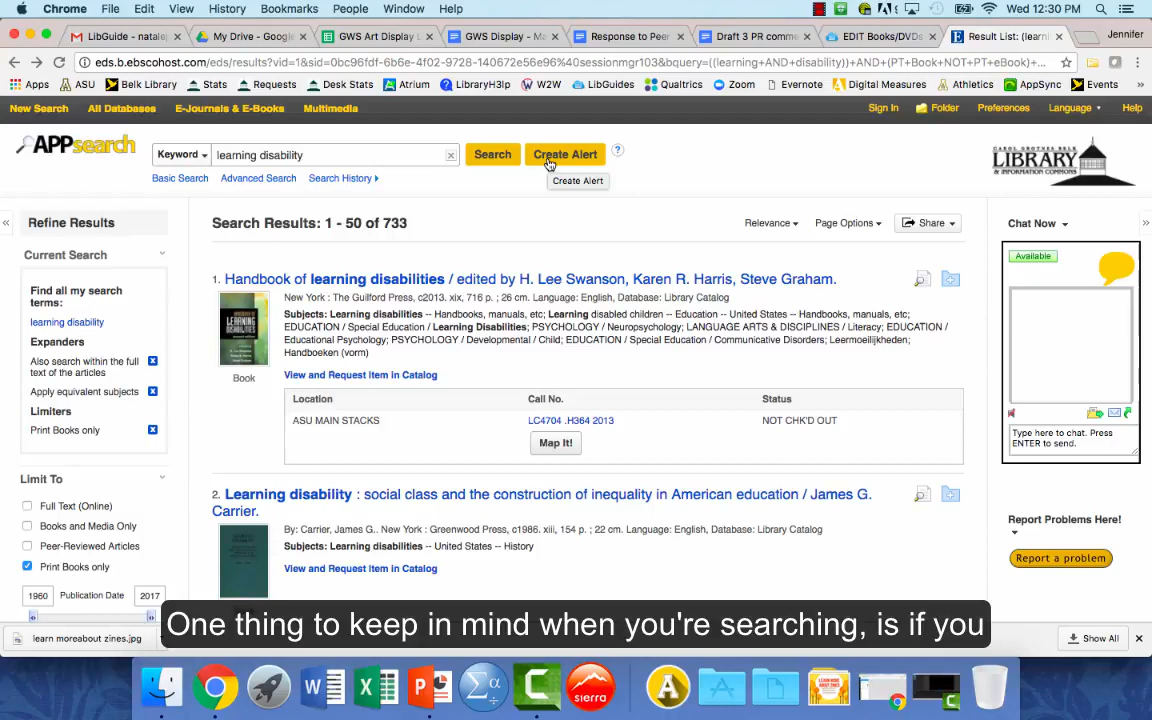 Chrome File Edit View History Bookmarks People Window Help Wed 12:30 PM
LibGuide - natale × My Drive - Google × GWS Art Display L × GWS Display - Ma × Response to Peer × Draft 3 PR comme × EDIT Books/DVDs × Result List: (learni × Jennifer
eds.b.ebscohost.com/eds/results?vid=1&sid=0bc96fdf-6b6e-4f02-9728-140672e56e96%40sessionmgr103&bquery=((learning+AND+disability))+AND+(PT+Book+NOT+PT+eBook)+...
Apps ASU Belk Library Stats Requests Desk Stats Atrium LibraryH3lp W2W LibGuides Qualtrics Zoom Evernote Digital Measures Athletics AppSync Events »
New Search All Databases E-Journals & E-Books Multimedia Sign In Folder Preferences Language Help
APPsearch Keyword learning disability × Search Create Alert ?
CAROL GROTNES BELK
LIBRARY
& INFORMATION COMMONS
Basic Search Advanced Search Search History Create Alert
« Refine Results Search Results: 1 - 50 of 733 Relevance Page Options Share Chat Now »
Current Search
Available
Find all my search
terms:
learning disability
Expanders
Also search within the full
text of the articles
Apply equivalent subjects
Limiters
Print Books only
Limit To
Full Text (Online)
Books and Media Only
Peer-Reviewed Articles
Print Books only
1960 Publication Date 2017
1. Handbook of learning disabilities / edited by H. Lee Swanson, Karen R. Harris, Steve Graham.
New York : The Guilford Press, c2013. xix, 716 p. ; 26 cm. Language: English, Database: Library Catalog
Subjects: Learning disabilities -- Handbooks, manuals, etc; Learning disabled children -- Education -- United States -- Handbooks, manuals, etc;
EDUCATION / Special Education / Learning Disabilities; PSYCHOLOGY / Neuropsychology; LANGUAGE ARTS & DISCIPLINES / Literacy; EDUCATION /
Educational Psychology; PSYCHOLOGY / Developmental / Child; EDUCATION / Special Education / Communicative Disorders; Leermoeilijkheden;
Handboeken (vorm)
Book
View and Request Item in Catalog
Location Call No. Status
ASU MAIN STACKS LC4704 .H364 2013 NOT CHK'D OUT
Map It!
2. Learning disability : social class and the construction of inequality in American education / James G.
Carrier.
By: Carrier, James G.. New York : Greenwood Press, c1986. xiii, 154 p. ; 22 cm. Language: English, Database: Library Catalog
Subjects: Learning disabilities -- United States -- History
View and Request Item in Catalog
Type here to chat. Press
ENTER to send.
Report Problems Here!
Report a problem
One thing to keep in mind when you're searching, is if you
learn moreabout zines.jpg Show All ×
sierra